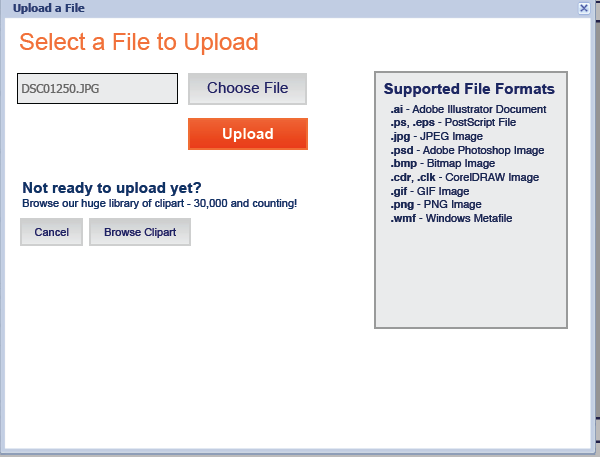 Upload a File
Select a File to Upload
DSC01250.JPG
Choose File
Upload
Not ready to upload yet?
Browse our huge library of clipart - 30,000 and counting!
Cancel
Browse Clipart
Supported File Formats
.ai - Adobe Illustrator Document
.ps, .eps - PostScript File
.jpg - JPEG Image
.psd - Adobe Photoshop Image
.bmp - Bitmap Image
.cdr, .clk - CorelDRAW Image
.gif - GIF Image
.png - PNG Image
.wmf - Windows Metafile